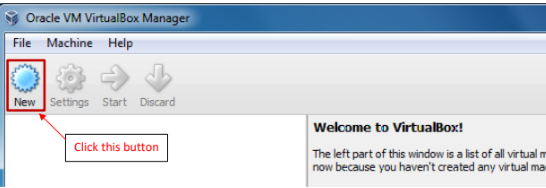 Oracle VM VirtualBox Manager
File Machine Help
New Settings Start Discard
Click this button
Welcome to VirtualBox!
The left part of this window is a list of all virtual
now because you haven't created any virtual